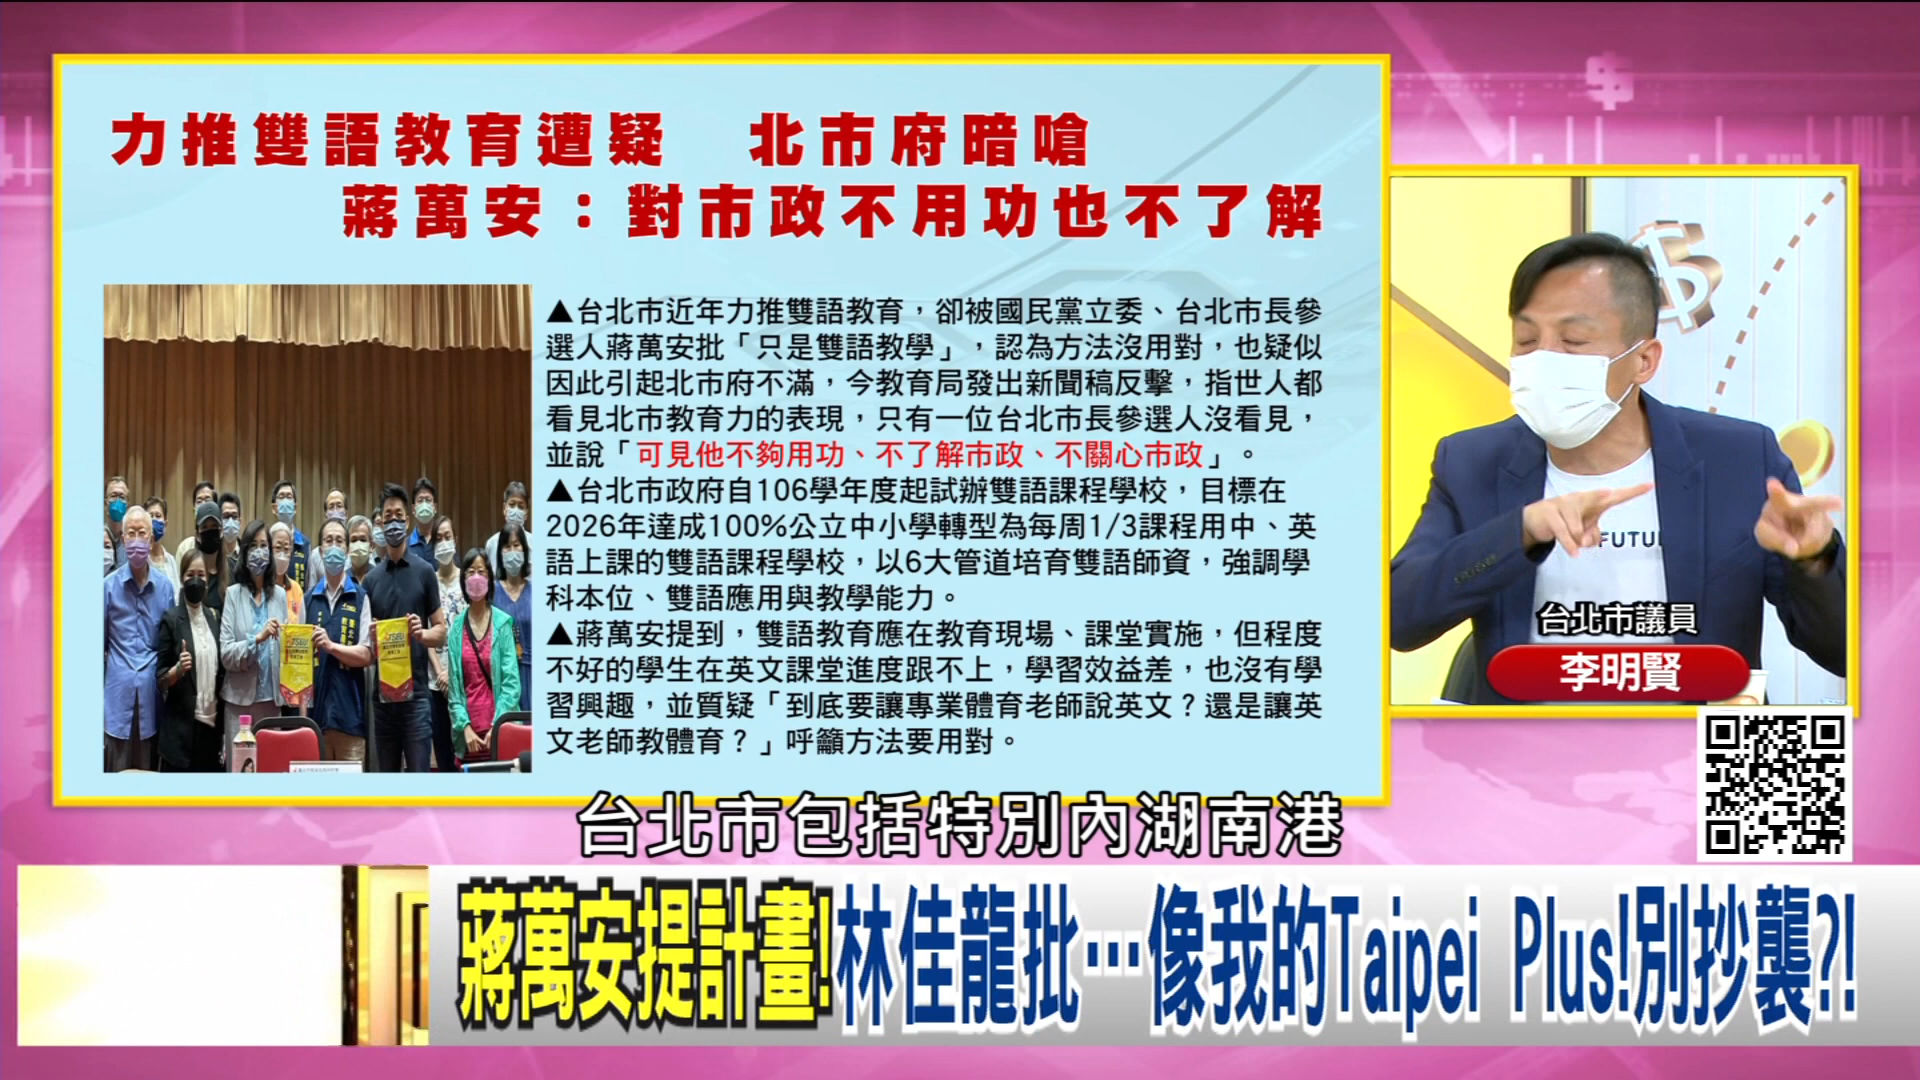 力推雙語教育遭疑 北市府暗嗆
蔣萬安：對市政不用功也不了解
▲台北市近年力推雙語教育，卻被國民黨立委、台北市長參
選人蔣萬安批「只是雙語教學」，認為方法沒用對，也疑似
因此引起北市府不滿，今教育局發出新聞稿反擊，指世人都
看見北市教育力的表現，只有一位台北市長參選人沒看見，
並說「可見他不夠用功、不了解市政、不關心市政」。
▲台北市政府自106學年度起試辦雙語課程學校，目標在
2026年達成100%公立中小學轉型為每周1/3課程用中、英
語上課的雙語課程學校，以6大管道培育雙語師資，強調學
科本位、雙語應用與教學能力。
▲蔣萬安提到，雙語教育應在教育現場、課堂實施，但程度
不好的學生在英文課堂進度跟不上，學習效益差，也沒有學
習興趣，並質疑「到底要讓專業體育老師說英文？還是讓英
文老師教體育？」呼籲方法要用對。
FUTU
台北市議員
李明賢
台北市包括特別內湖南港
蔣萬安提計畫!林佳龍批…像我的Taipei Plus!別抄襲?!